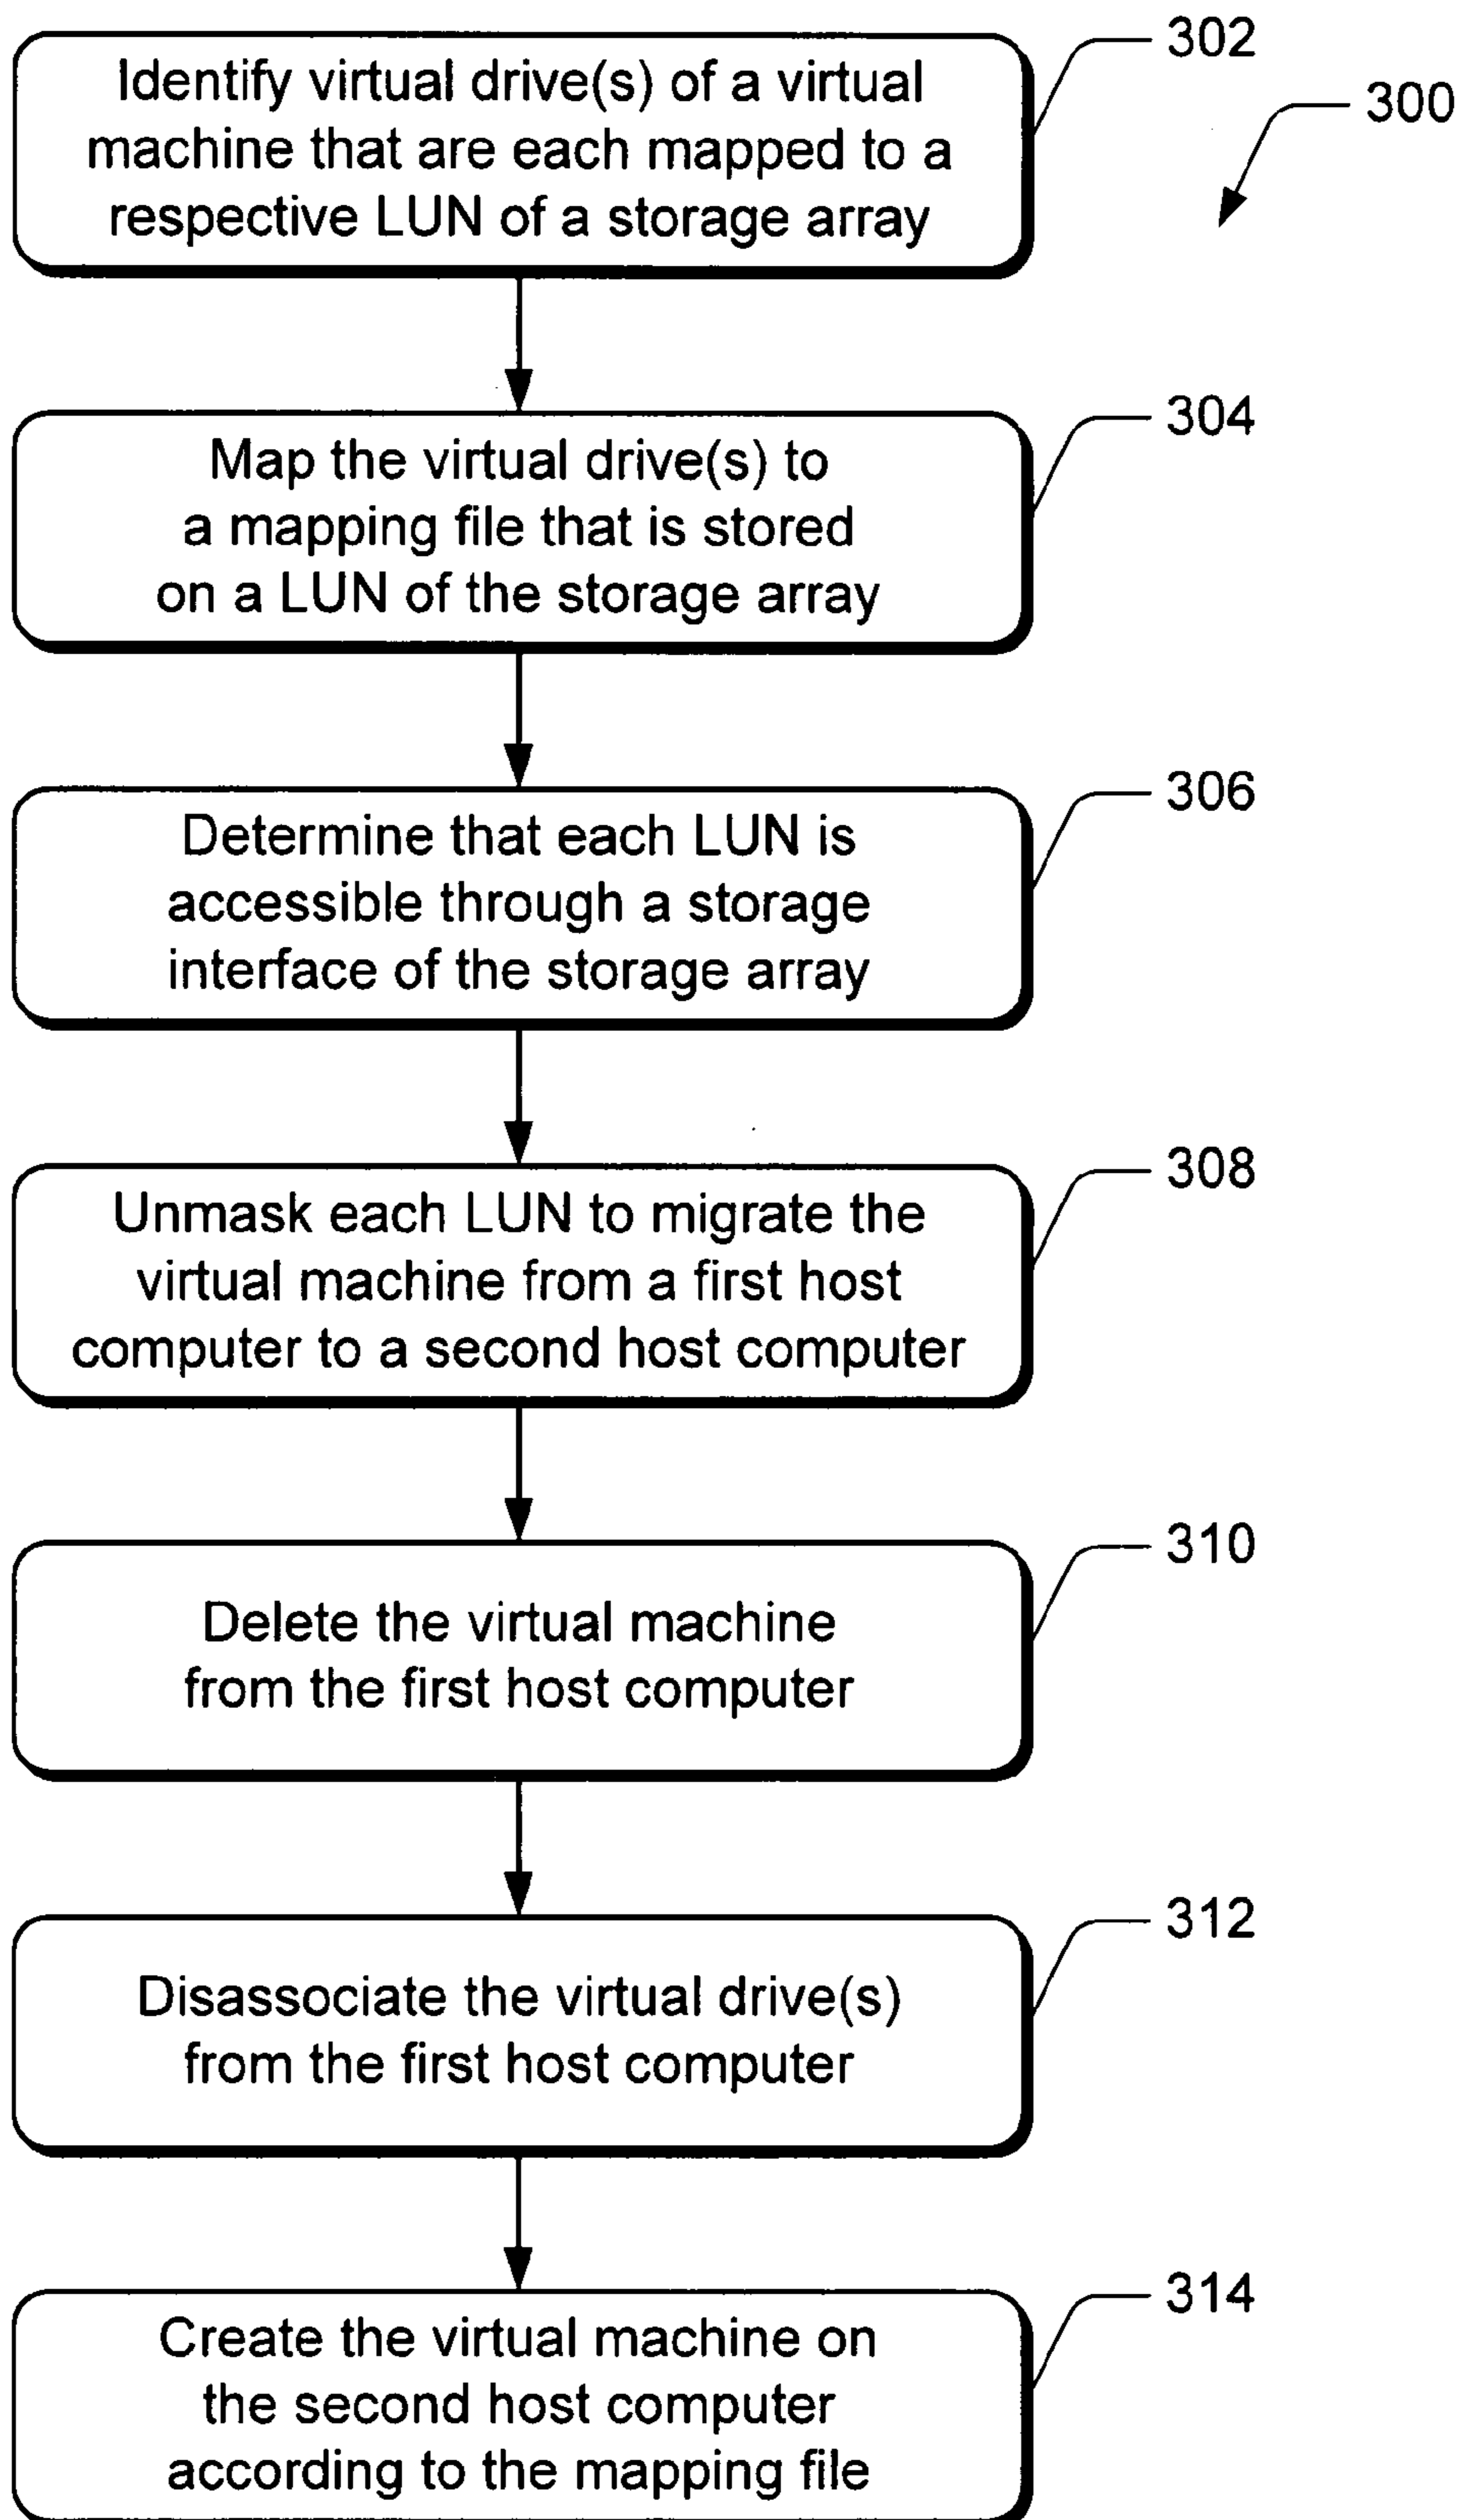 Identify virtual drive(s) of a virtual
machine that are each mapped to a
respective LUN of a storage array
302
300
Map the virtual drive(s) to
a mapping file that is stored
on a LUN of the storage array
304
Determine that each LUN is
accessible through a storage
interface of the storage array
306
Unmask each LUN to migrate the
virtual machine from a first host
computer to a second host computer
308
Delete the virtual machine
from the first host computer
310
Disassociate the virtual drive(s)
from the first host computer
312
Create the virtual machine on
the second host computer
according to the mapping file
314